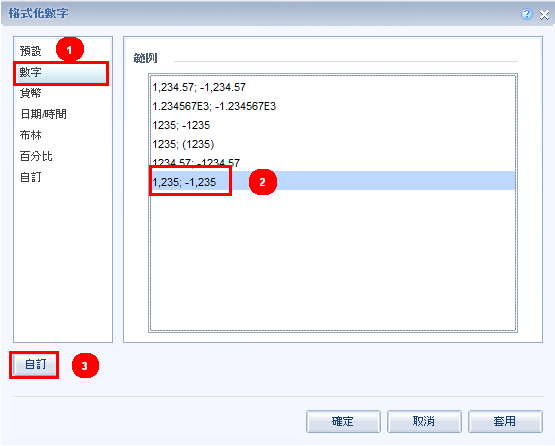 格式化數字
預設
1
數字
貨幣
日期/時間
布林
百分比
自訂
範例
1,234.57; -1,234.57
1.234567E3; -1.234567E3
1235; -1235
1235; (1235)
1234.57; -1234.57
1,235; -1,235
2
自訂
3
確定
取消
套用